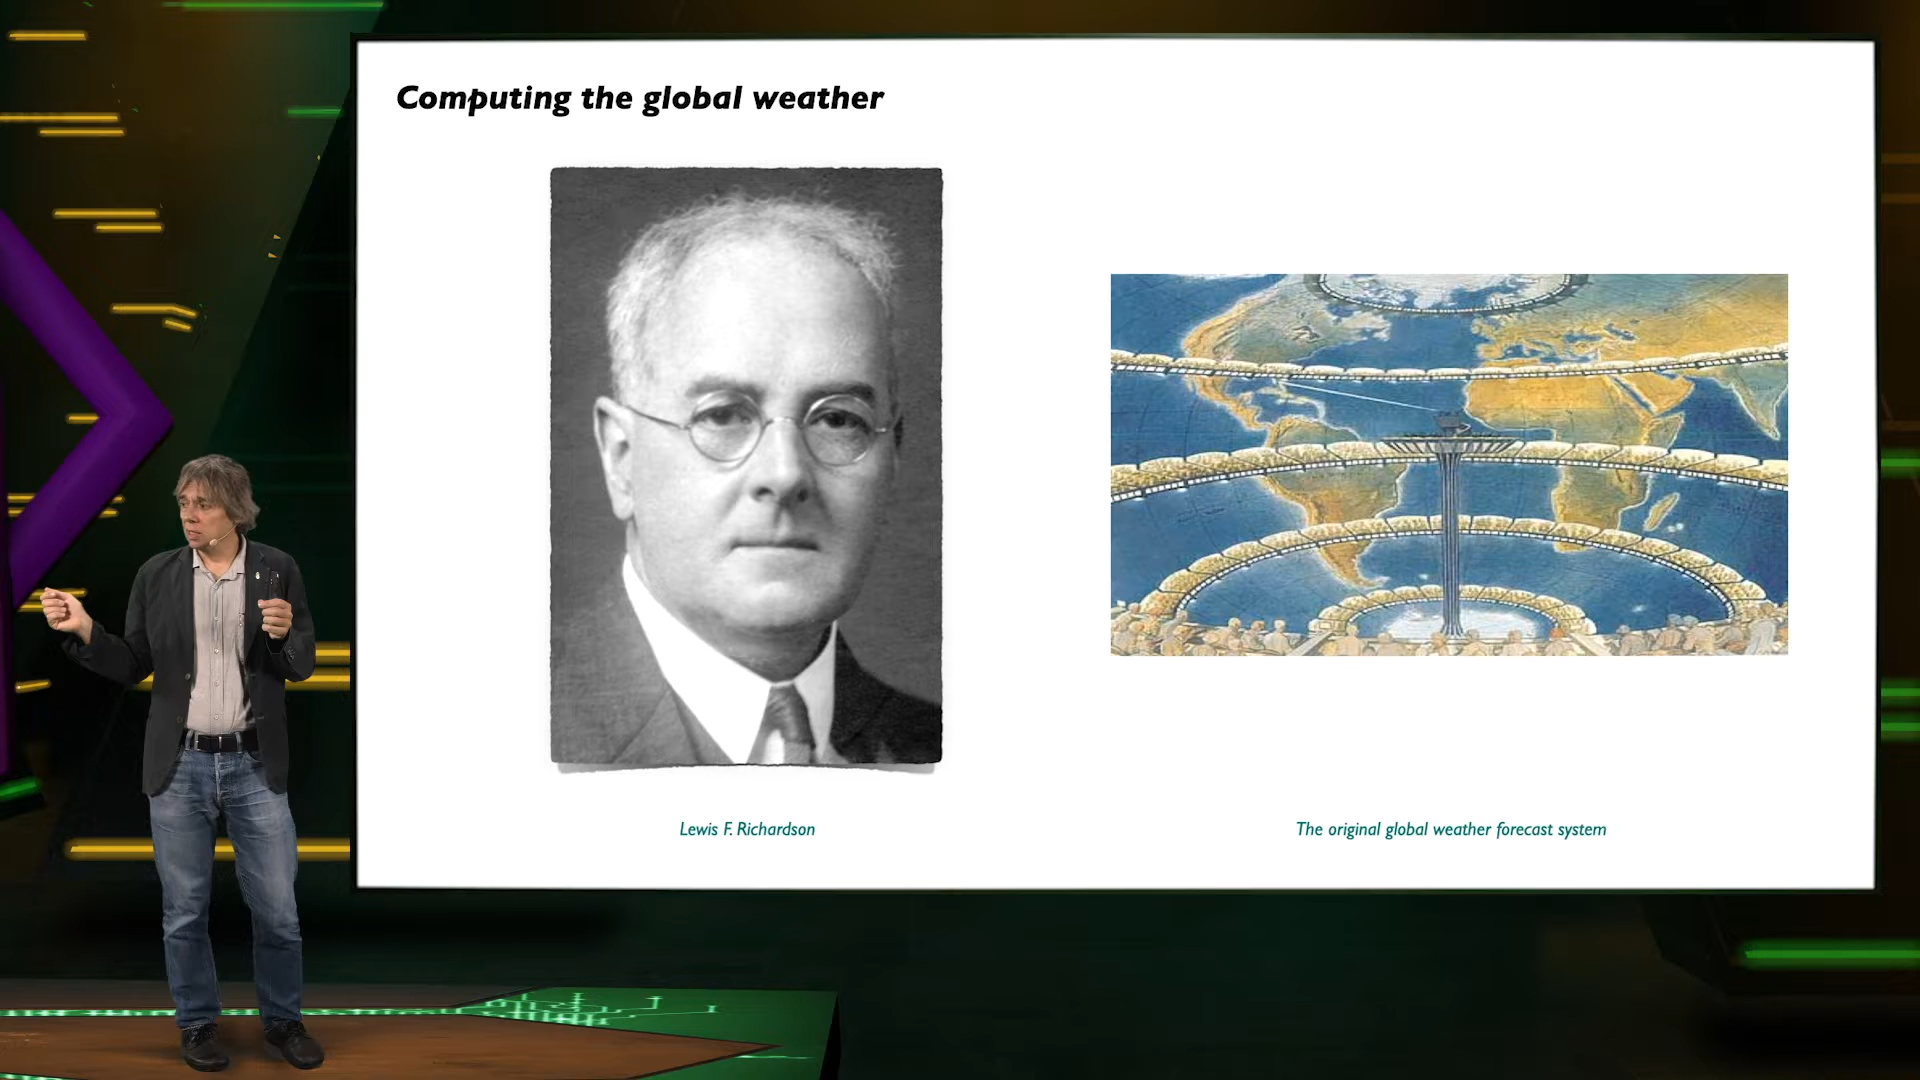 Computing the global weather
Lewis F. Richardson
The original global weather forecast system